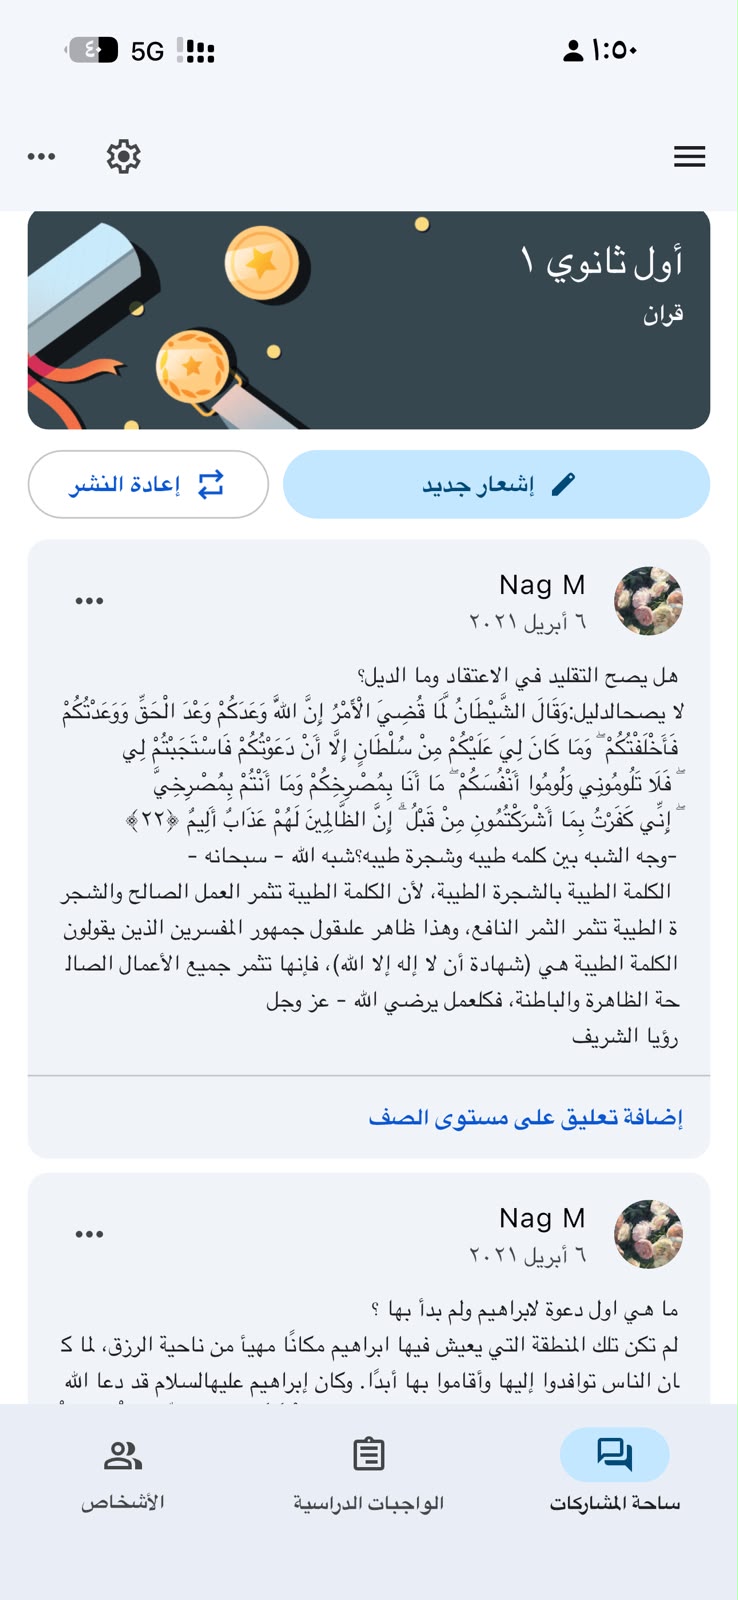 ١:٥٠
5G
٤٠
أول ثانوي ١
قران
إشعار جديد
إعادة النشر
Nag M
٦ أبريل ٢٠٢١
هل يصح التقليد في الاعتقاد وما الديل؟
لا يصحالدليل:وَقَالَ الشَّيْطَانُ لَمَّا قُضِيَ الْأَمْرُ إِنَّ اللَّهَ وَعَدَكُمْ وَعْدَ الْحَقِّ وَوَعَدْتُكُمْ
فَأَخْلَفْتُكُمْ ۖ وَمَا كَانَ لِيَ عَلَيْكُمْ مِنْ سُلْطَانٍ إِلَّا أَنْ دَعَوْتُكُمْ فَاسْتَجَبْتُمْ لِي
ۖ فَلَا تَلُومُونِي وَلُومُوا أَنْفُسَكُمْ ۖ مَا أَنَا بِمُصْرِخِكُمْ وَمَا أَنْتُمْ بِمُصْرِخِيَّ
ۖ إِنِّي كَفَرْتُ بِمَا أَشْرَكْتُمُونِ مِنْ قَبْلُ ۗ إِنَّ الظَّالِمِينَ لَهُمْ عَذَابٌ أَلِيمٌ ﴿٢٢﴾
-وجه الشبه بين كلمه طيبه وشجرة طيبه؟شبه الله - سبحانه -
الكلمة الطيبة بالشجرة الطيبة، لأن الكلمة الطيبة تثمر العمل الصالح والشجر
ة الطيبة تثمر الثمر النافع، وهذا ظاهر علىقول جمهور المفسرين الذين يقولون
الكلمة الطيبة هي (شهادة أن لا إله إلا الله)، فإنها تثمر جميع الأعمال الصال
حة الظاهرة والباطنة، فكلعمل يرضي الله - عز وجل
رؤيا الشريف
إضافة تعليق على مستوى الصف
Nag M
٦ أبريل ٢٠٢١
ما هي اول دعوة لابراهيم ولم بدأ بها ؟
لم تكن تلك المنطقة التي يعيش فيها ابراهيم مكانًا مهيأ من ناحية الرزق، لما ك
ان الناس توافدوا إليها وأقاموا بها أبدًا. وكان إبراهيم عليهالسلام قد دعا الله
ساحة المشاركات
الواجبات الدراسية
الأشخاص